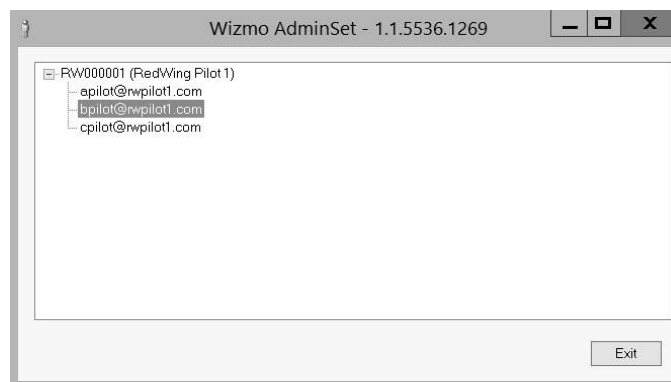 Wizmo AdminSet - 1.1.5536.1269
RW000001 (RedWing Pilot 1)
apilot@rwpilot1.com
bpilot@rwpilot1.com
cpilot@rwpilot1.com
Exit